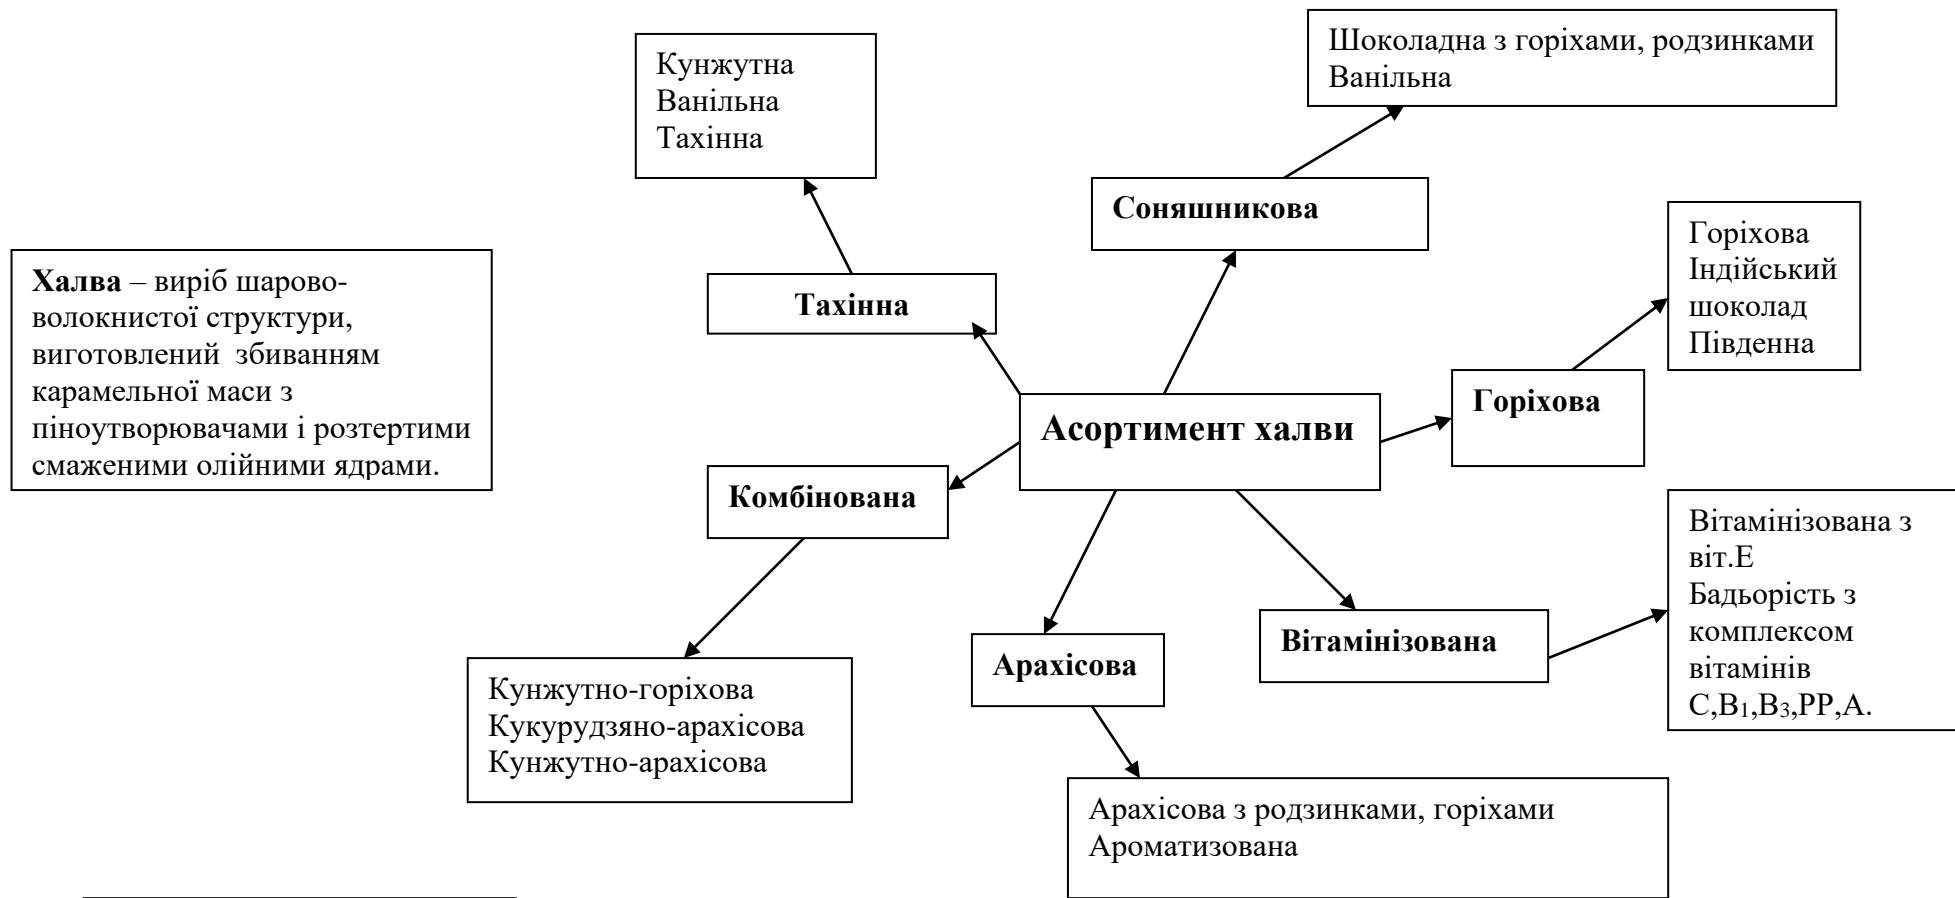 Шоколадна з горіхами, родзинками
Ванільна
Кунжутна
Ванільна
Тахінна
Соняшникова
Горіхова
Індійський
шоколад
Південна
Халва – виріб шарово-
волокнистої структури,
виготовлений збиванням
карамельної маси з
піноутворювачами і розтертими
смаженими олійними ядрами.
Тахінна
Горіхова
Асортимент халви
Комбінована
Вітамінізована з
віт.Е
Бадьорість з
комплексом
вітамінів
С,В₁,В₃,РР,А.
Вітамінізована
Арахісова
Кунжутно-горіхова
Кукурудзяно-арахісова
Кунжутно-арахісова
Арахісова з родзинками, горіхами
Ароматизована